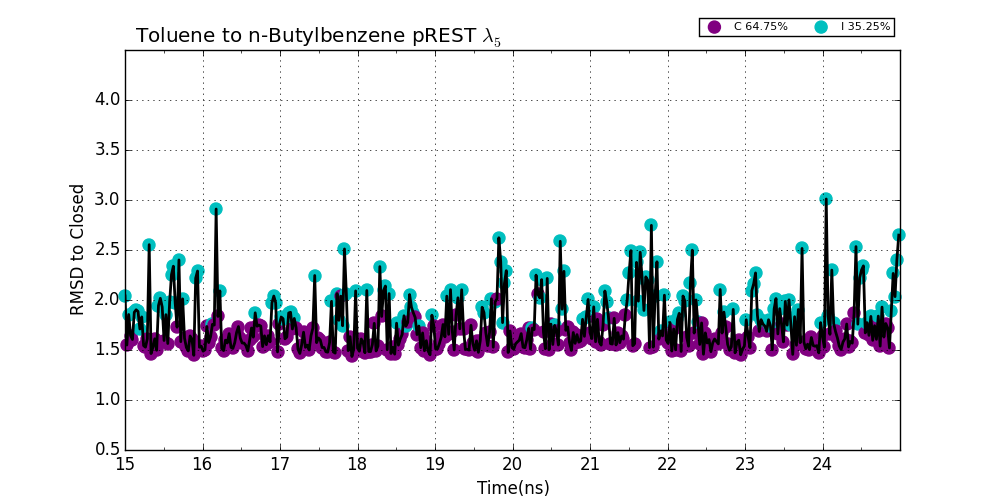 Toluene to n-Butylbenzene pREST λ₅
C 64.75% I 35.25%
4.0
3.5
3.0
2.5
2.0
1.5
1.0
0.5
RMSD to Closed
15 16 17 18 19 20 21 22 23 24
Time(ns)